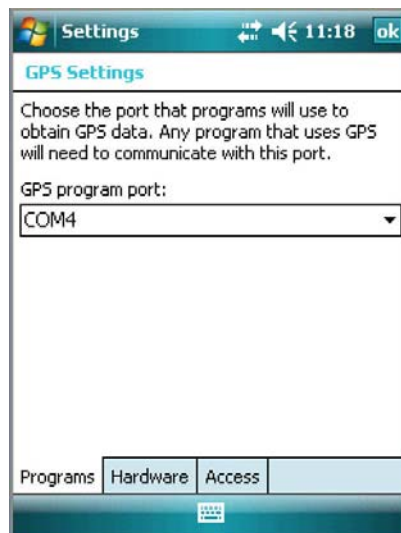 Settings 11:18 ok
GPS Settings
Choose the port that programs will use to
obtain GPS data. Any program that uses GPS
will need to communicate with this port.
GPS program port:
COM4
Programs Hardware Access